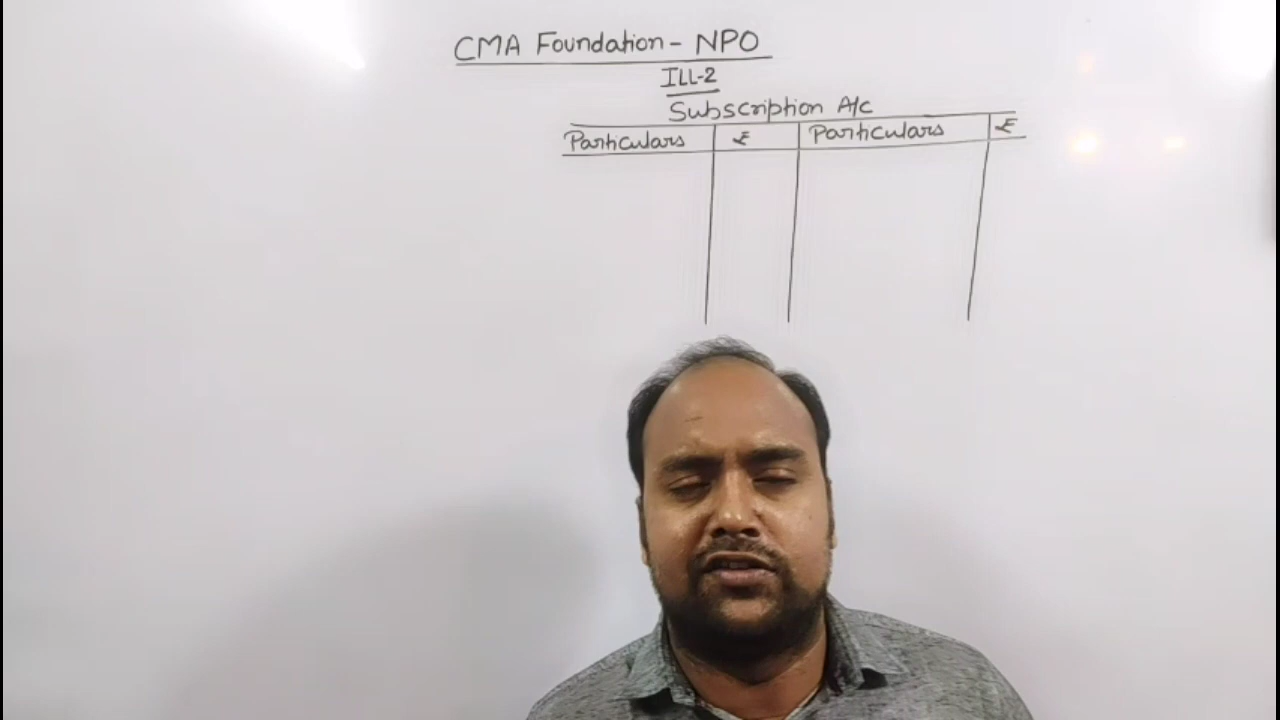 CMA Foundation - NPO
ILL-2
Subscription A/c
Particulars ₹ Particulars ₹